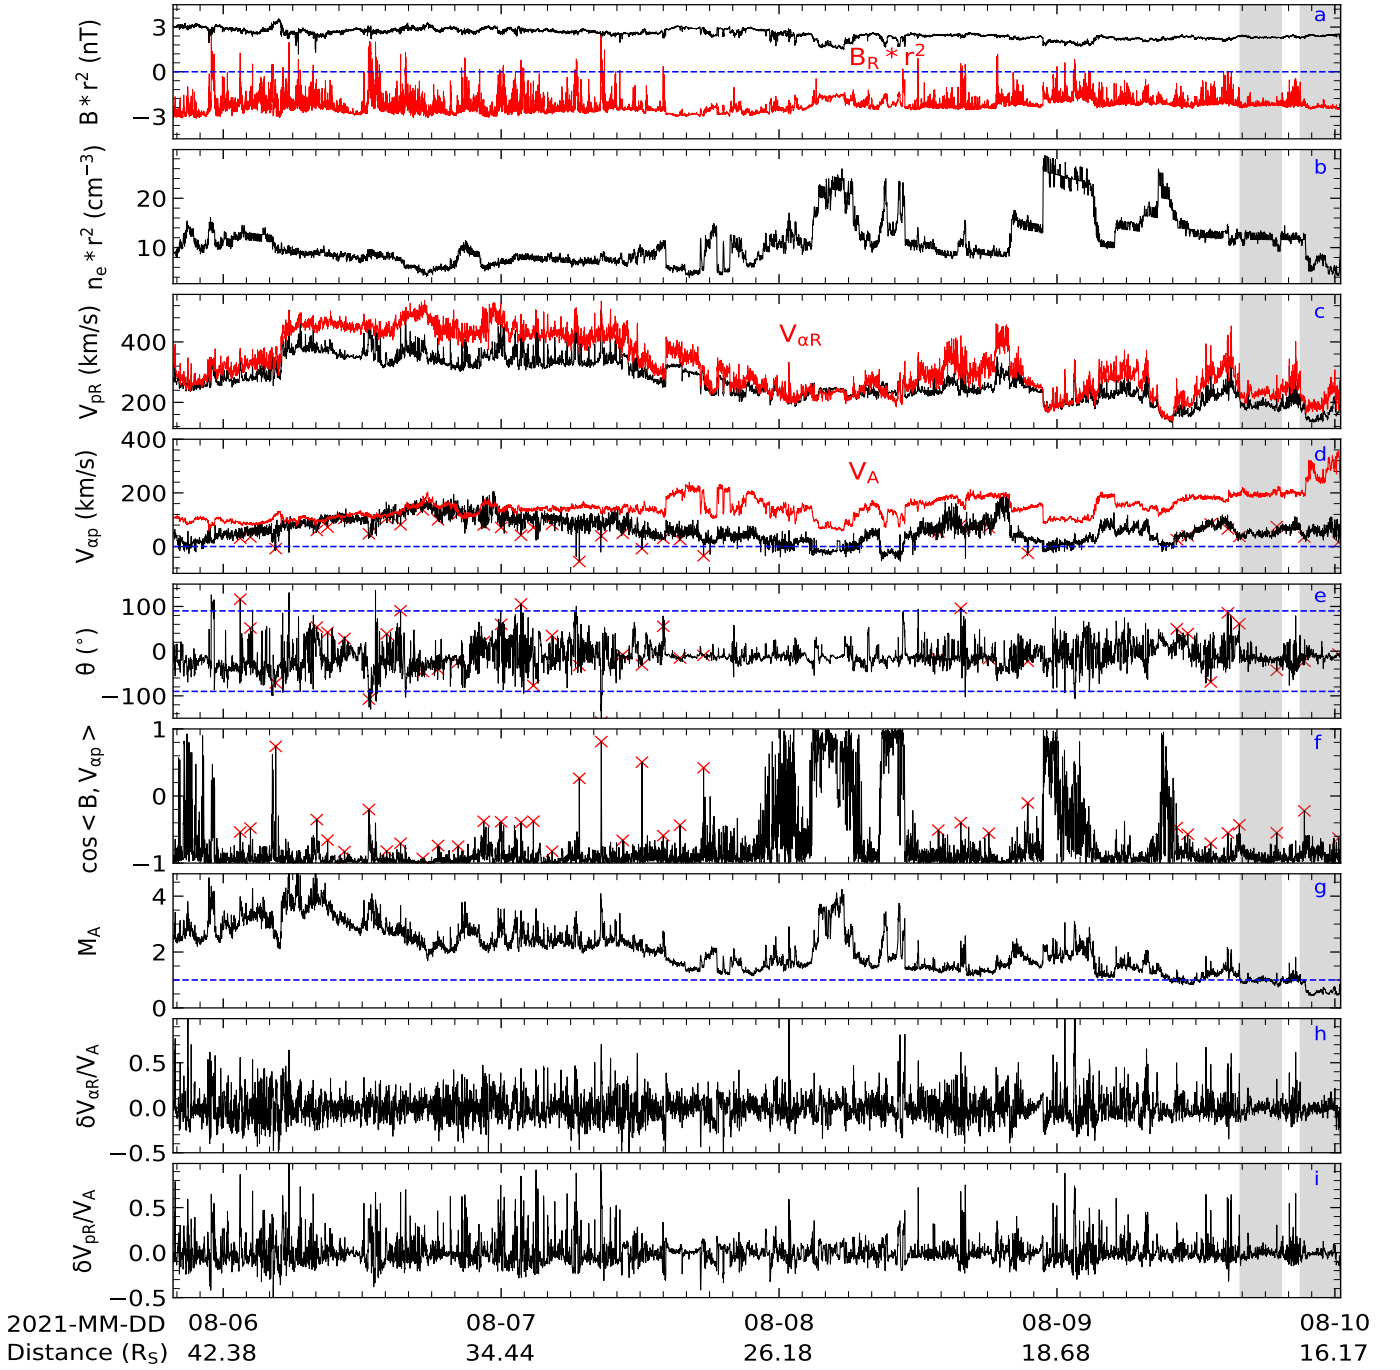 B * r² (nT)
3
0
−3
B_R * r²
a
n_e * r² (cm⁻³)
20
10
b
V_pR (km/s)
400
200
V_αR
c
V_αp (km/s)
400
200
0
V_A
d
θ (°)
100
0
−100
e
cos < B, V_αp >
1
0
−1
f
M_A
4
2
0
g
δV_αR/V_A
0.5
0.0
−0.5
h
δV_pR/V_A
0.5
0.0
−0.5
i
2021-MM-DD 08-06 08-07 08-08 08-09 08-10
Distance (R_S) 42.38 34.44 26.18 18.68 16.17